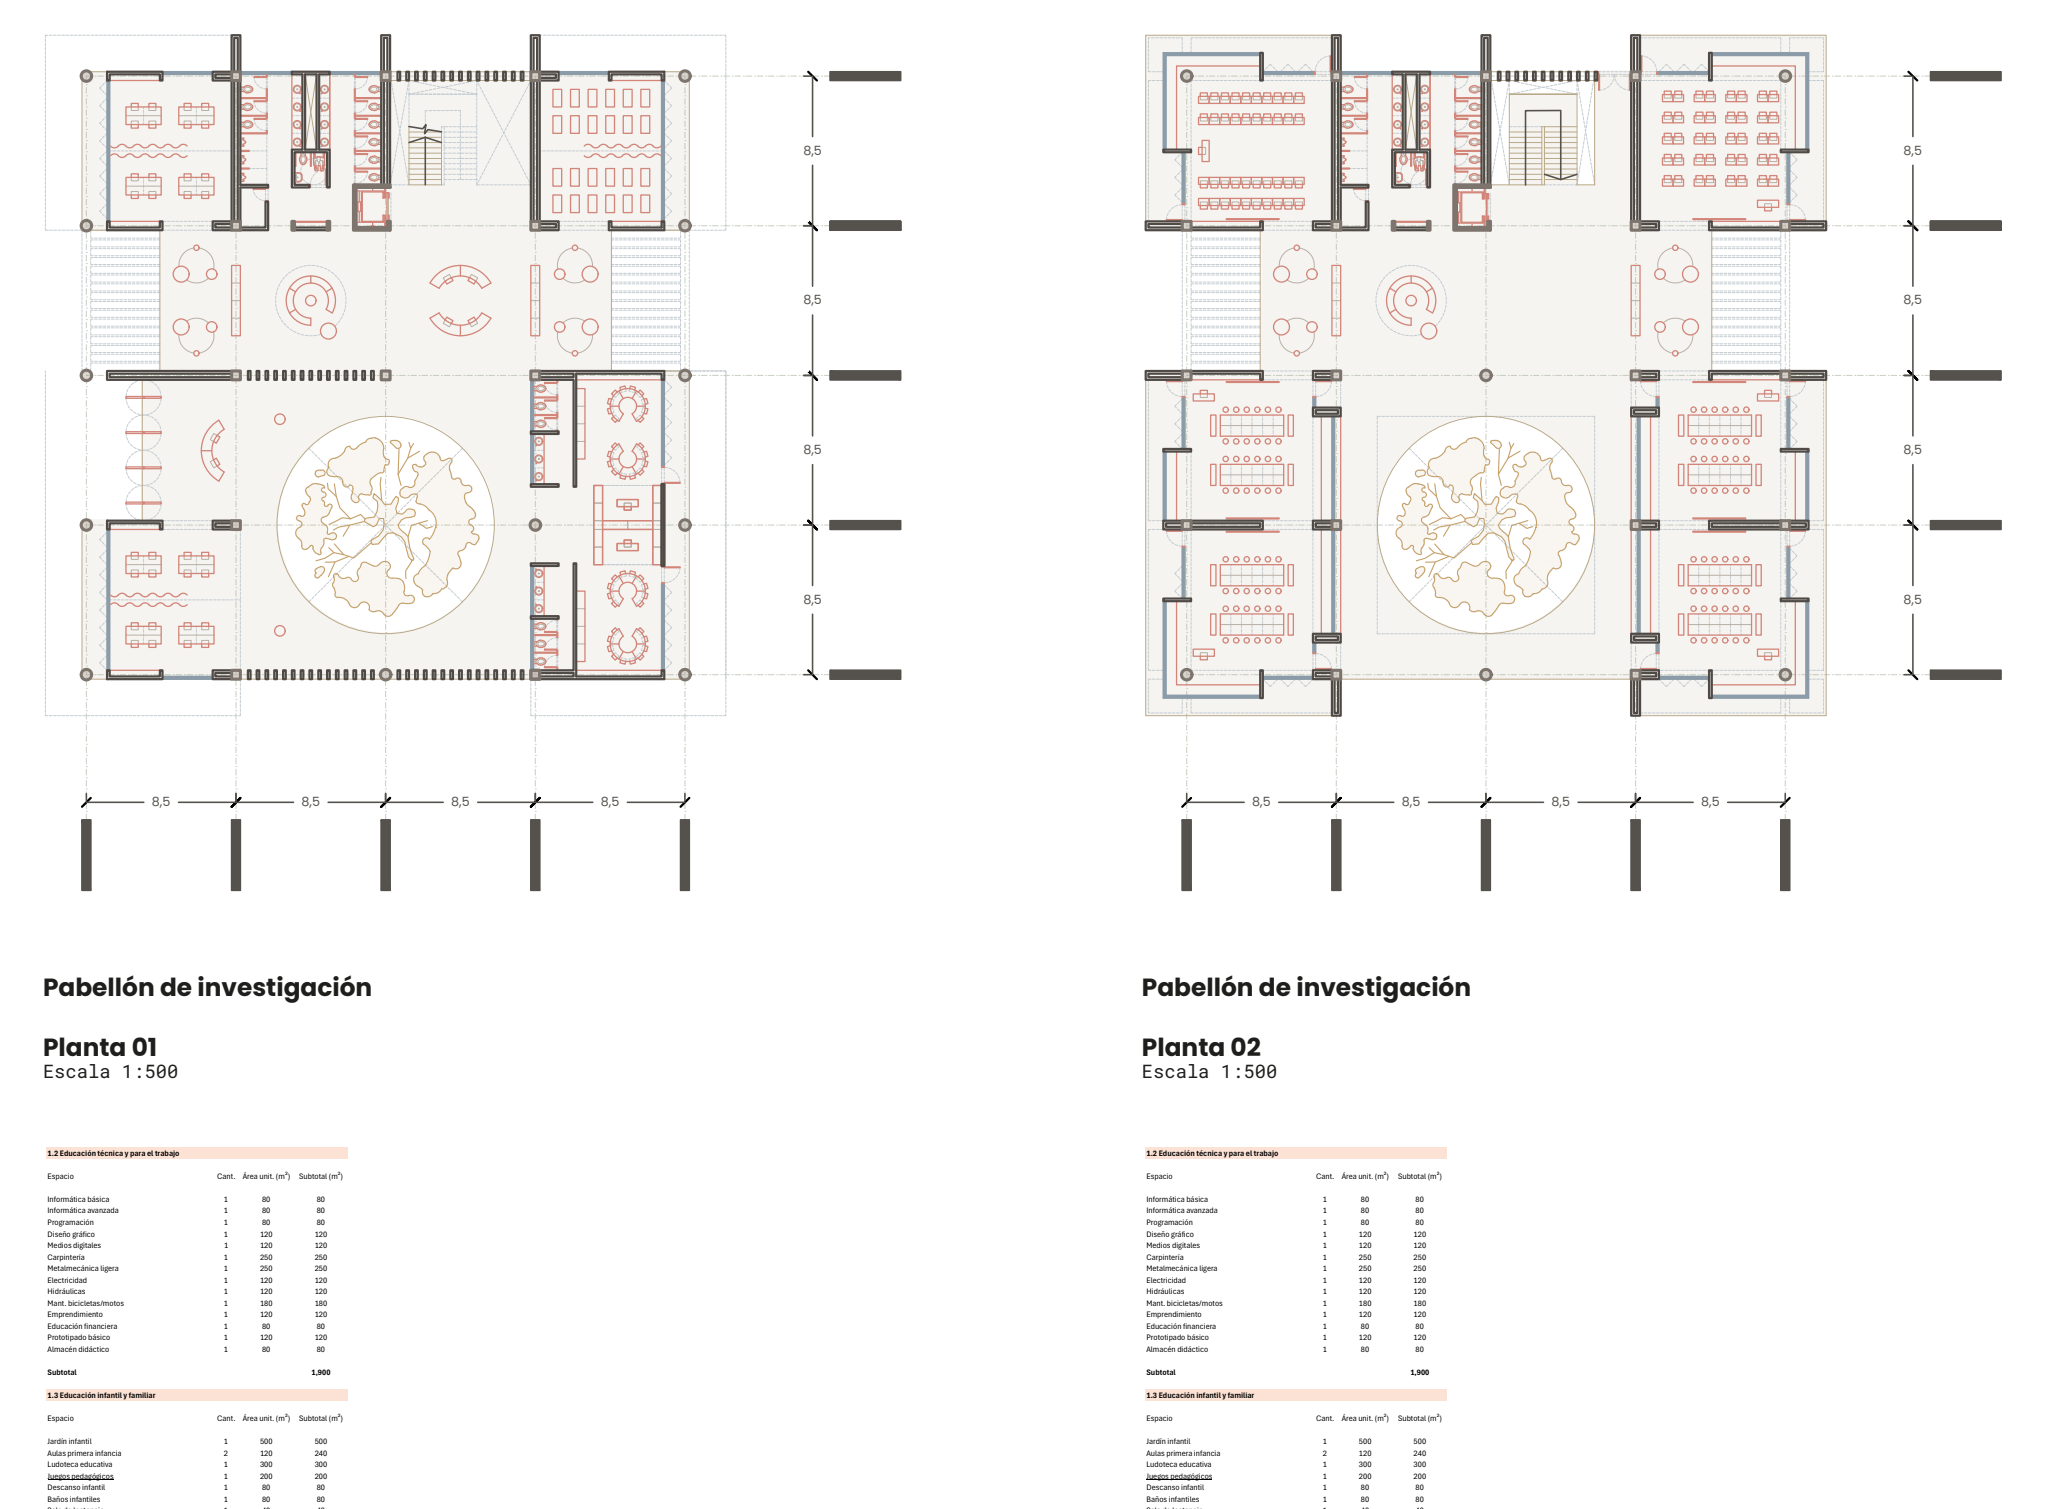 8,5
8,5
8,5
8,5
8,5 8,5 8,5 8,5
Pabellón de investigación
Planta 01
Escala 1:500
1.2 Educación técnica y para el trabajo
Espacio Cant. Área unit. (m²) Subtotal (m²)
Informática básica 1 80 80
Informática avanzada 1 80 80
Programación 1 80 80
Diseño gráfico 1 120 120
Medios digitales 1 120 120
Carpintería 1 250 250
Metalmecánica ligera 1 250 250
Electricidad 1 120 120
Hidráulicas 1 120 120
Mant. bicicletas/motos 1 180 180
Emprendimiento 1 120 120
Educación financiera 1 80 80
Prototipado básico 1 120 120
Almacén didáctico 1 80 80
Subtotal 1,900
1.3 Educación infantil y familiar
Espacio Cant. Área unit. (m²) Subtotal (m²)
Jardín infantil 1 500 500
Aulas primera infancia 2 120 240
Ludoteca educativa 1 300 300
Juegos pedagógicos 1 200 200
Descanso infantil 1 80 80
Baños infantiles 1 80 80
8,5
8,5
8,5
8,5
8,5 8,5 8,5 8,5
Pabellón de investigación
Planta 02
Escala 1:500
1.2 Educación técnica y para el trabajo
Espacio Cant. Área unit. (m²) Subtotal (m²)
Informática básica 1 80 80
Informática avanzada 1 80 80
Programación 1 80 80
Diseño gráfico 1 120 120
Medios digitales 1 120 120
Carpintería 1 250 250
Metalmecánica ligera 1 250 250
Electricidad 1 120 120
Hidráulicas 1 120 120
Mant. bicicletas/motos 1 180 180
Emprendimiento 1 120 120
Educación financiera 1 80 80
Prototipado básico 1 120 120
Almacén didáctico 1 80 80
Subtotal 1,900
1.3 Educación infantil y familiar
Espacio Cant. Área unit. (m²) Subtotal (m²)
Jardín infantil 1 500 500
Aulas primera infancia 2 120 240
Ludoteca educativa 1 300 300
Juegos pedagógicos 1 200 200
Descanso infantil 1 80 80
Baños infantiles 1 80 80